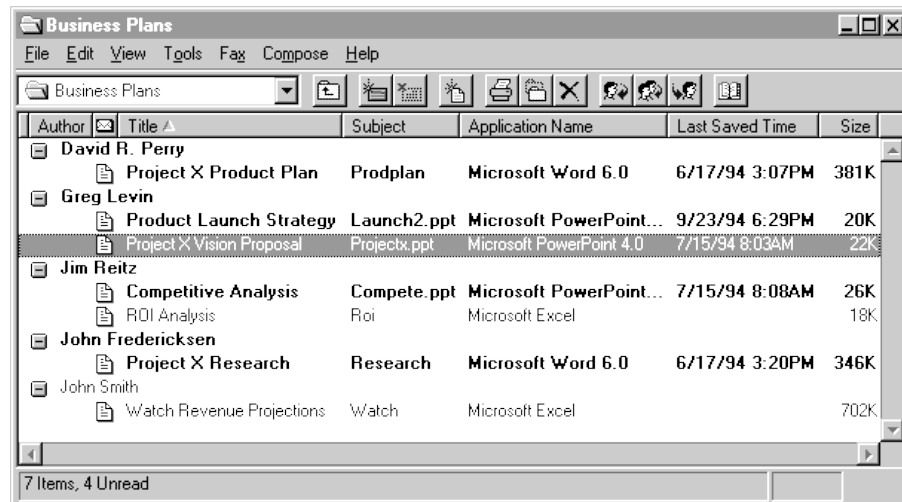 Business Plans
File Edit View Tools Fax Compose Help
Business Plans
Author Title Subject Application Name Last Saved Time Size
David R. Perry
Project X Product Plan Prodplan Microsoft Word 6.0 6/17/94 3:07PM 381K
Greg Levin
Product Launch Strategy Launch2.ppt Microsoft PowerPoint... 9/23/94 6:29PM 20K
Project X Vision Proposal Projectx.ppt Microsoft PowerPoint 4.0 7/15/94 8:03AM 22K
Jim Reitz
Competitive Analysis Compete.ppt Microsoft PowerPoint... 7/15/94 8:08AM 26K
ROI Analysis Roi Microsoft Excel 18K
John Fredericksen
Project X Research Research Microsoft Word 6.0 6/17/94 3:20PM 346K
John Smith
Watch Revenue Projections Watch Microsoft Excel 702K
7 Items, 4 Unread